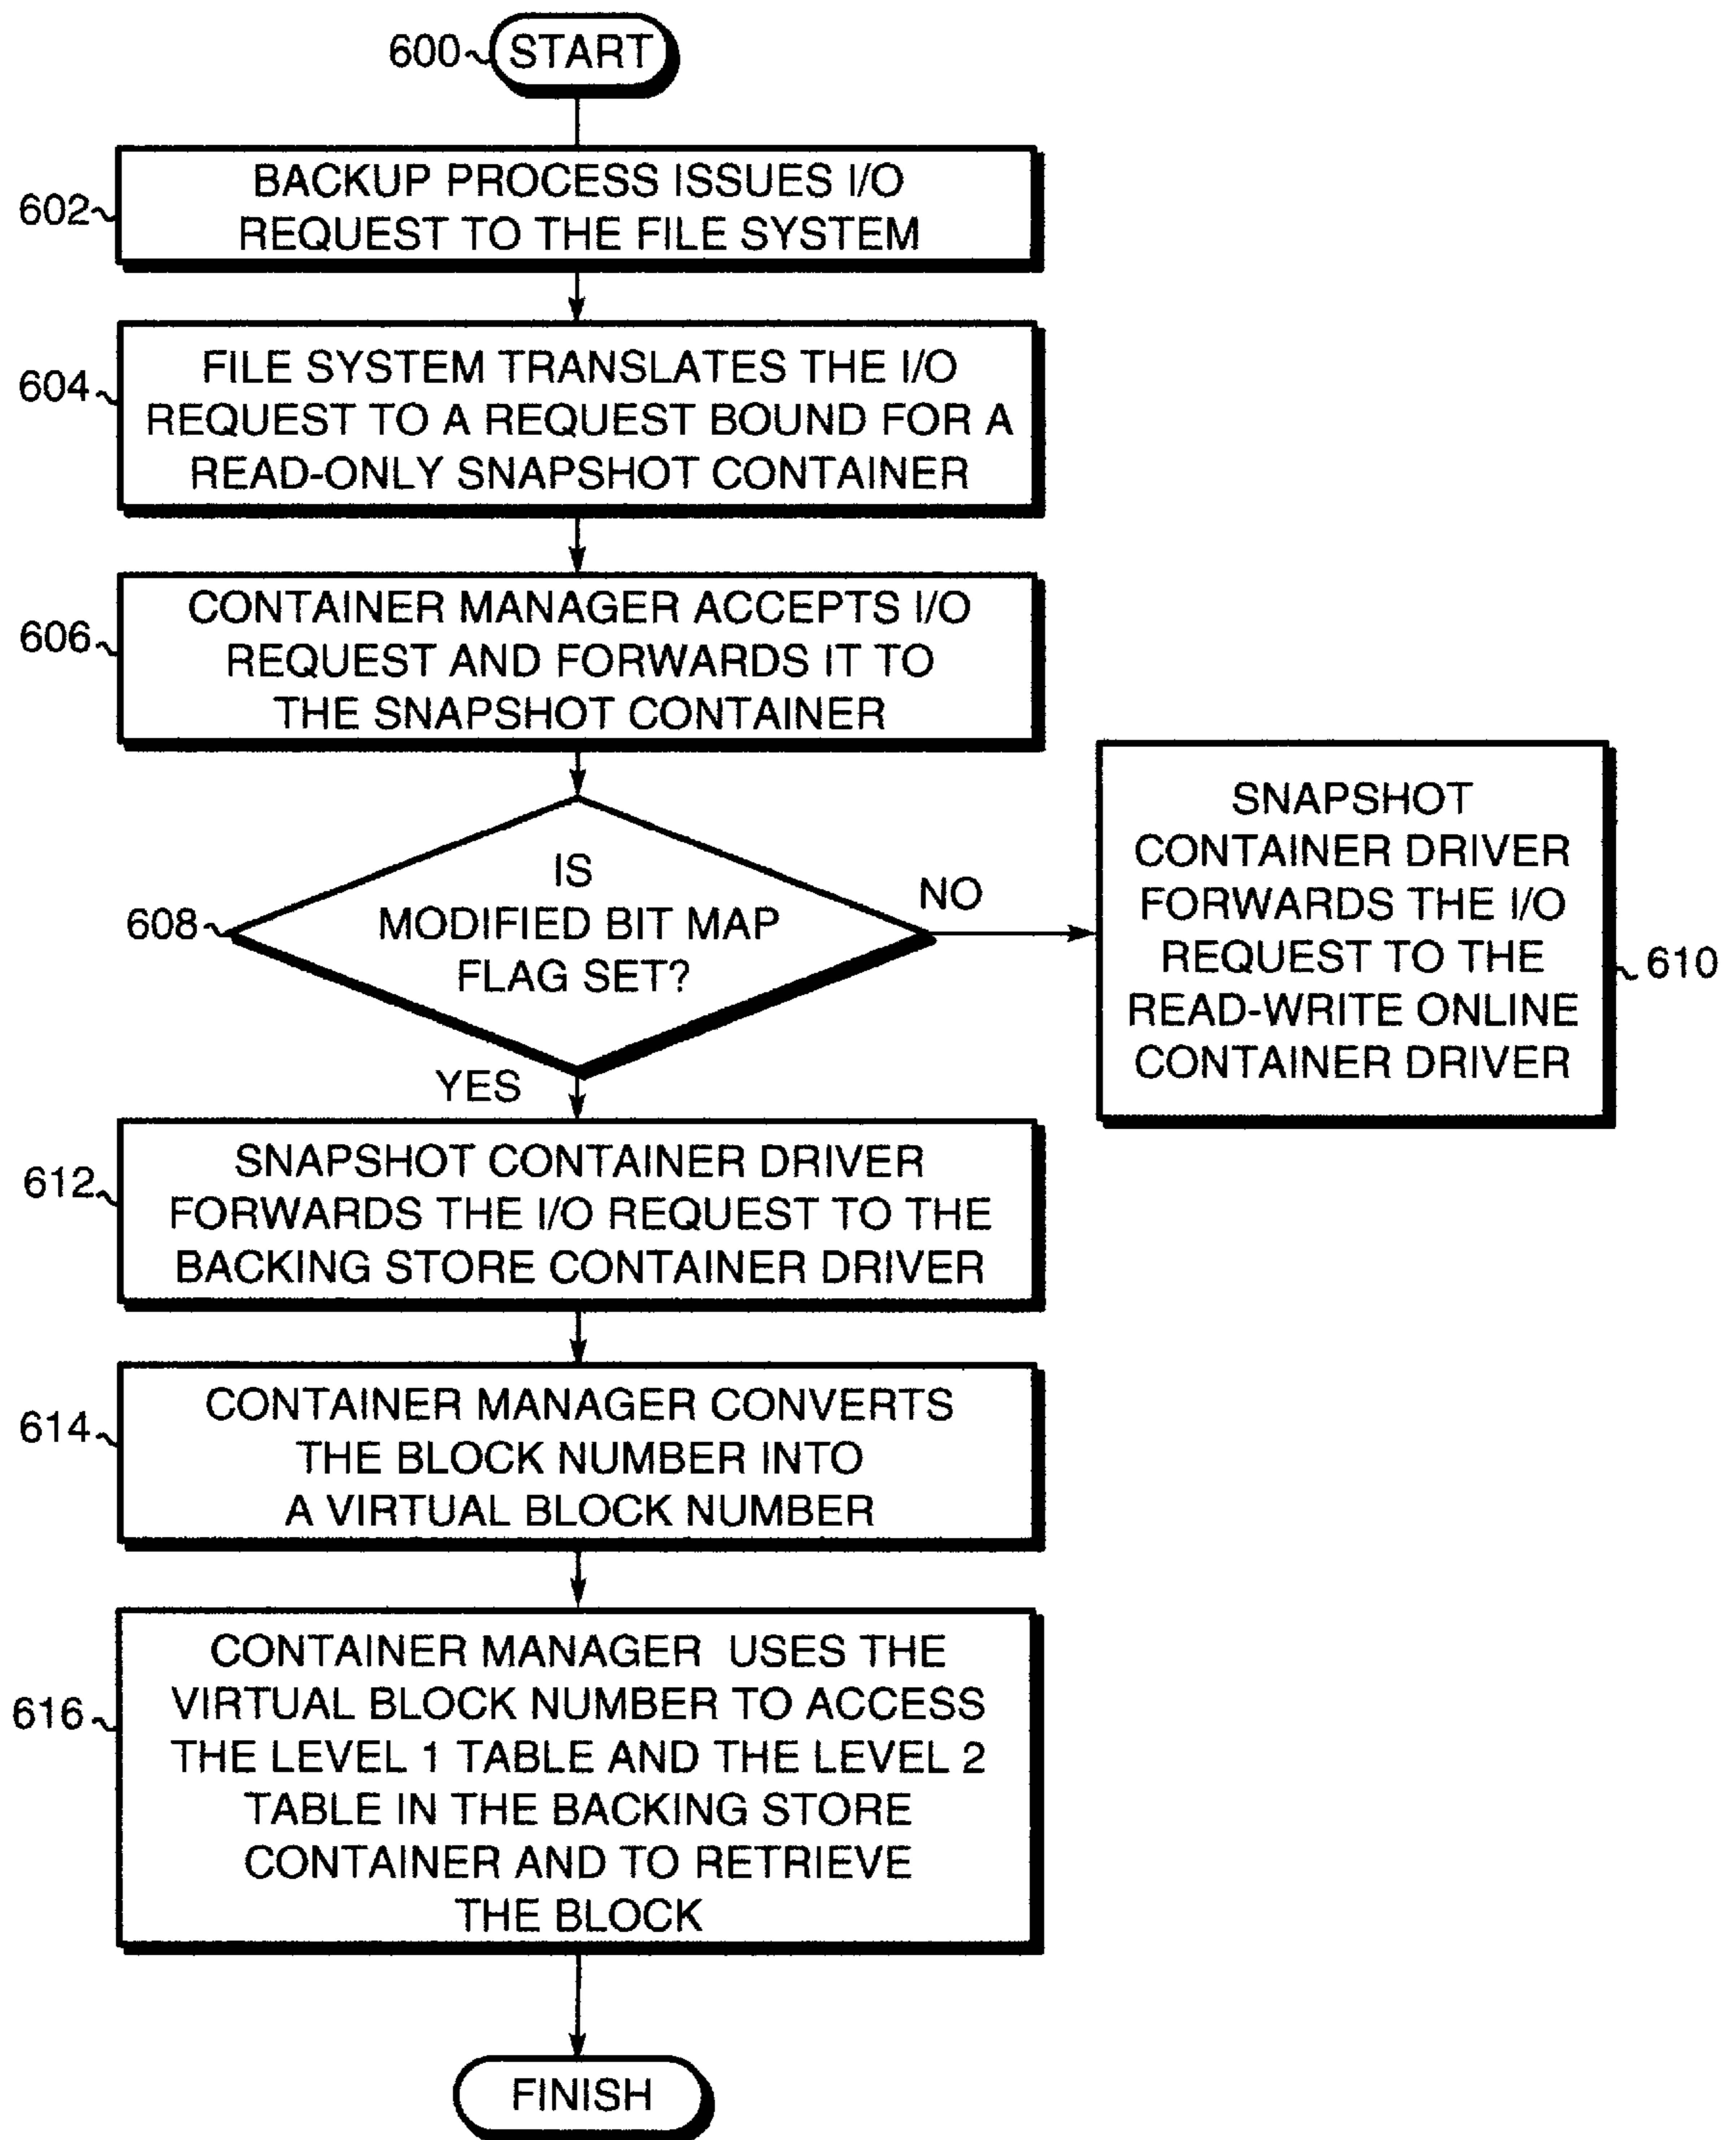 600
START
602
BACKUP PROCESS ISSUES I/O
REQUEST TO THE FILE SYSTEM
604
FILE SYSTEM TRANSLATES THE I/O
REQUEST TO A REQUEST BOUND FOR A
READ-ONLY SNAPSHOT CONTAINER
606
CONTAINER MANAGER ACCEPTS I/O
REQUEST AND FORWARDS IT TO
THE SNAPSHOT CONTAINER
608
IS
MODIFIED BIT MAP
FLAG SET?
NO
SNAPSHOT
CONTAINER DRIVER
FORWARDS THE I/O
REQUEST TO THE
READ-WRITE ONLINE
CONTAINER DRIVER
610
YES
612
SNAPSHOT CONTAINER DRIVER
FORWARDS THE I/O REQUEST TO THE
BACKING STORE CONTAINER DRIVER
614
CONTAINER MANAGER CONVERTS
THE BLOCK NUMBER INTO
A VIRTUAL BLOCK NUMBER
616
CONTAINER MANAGER USES THE
VIRTUAL BLOCK NUMBER TO ACCESS
THE LEVEL 1 TABLE AND THE LEVEL 2
TABLE IN THE BACKING STORE
CONTAINER AND TO RETRIEVE
THE BLOCK
FINISH